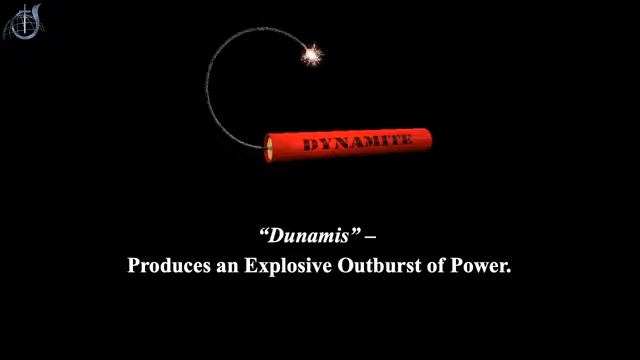 DYNAMITE
“Dunamis” –
Produces an Explosive Outburst of Power.